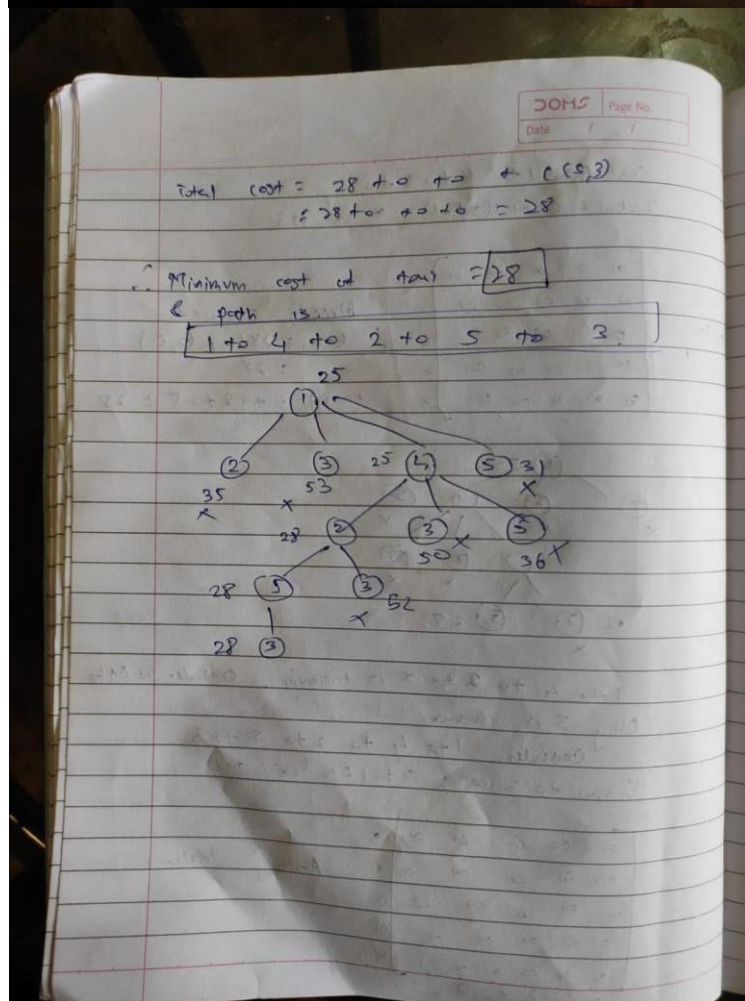 DOMS Page No.
Date / /
Total cost = 28 + 0 + 0 + C(5,3)
= 28 + 0 + 0 + 0 = 28
∴ Minimum cost of tour = 28
& path is
1 to 4 to 2 to 5 to 3.
25
1
2 3 25 4 5 31
35 53 x
x x
28 2 3 x 5
50 36 x
28 5 3 52
x
28 3